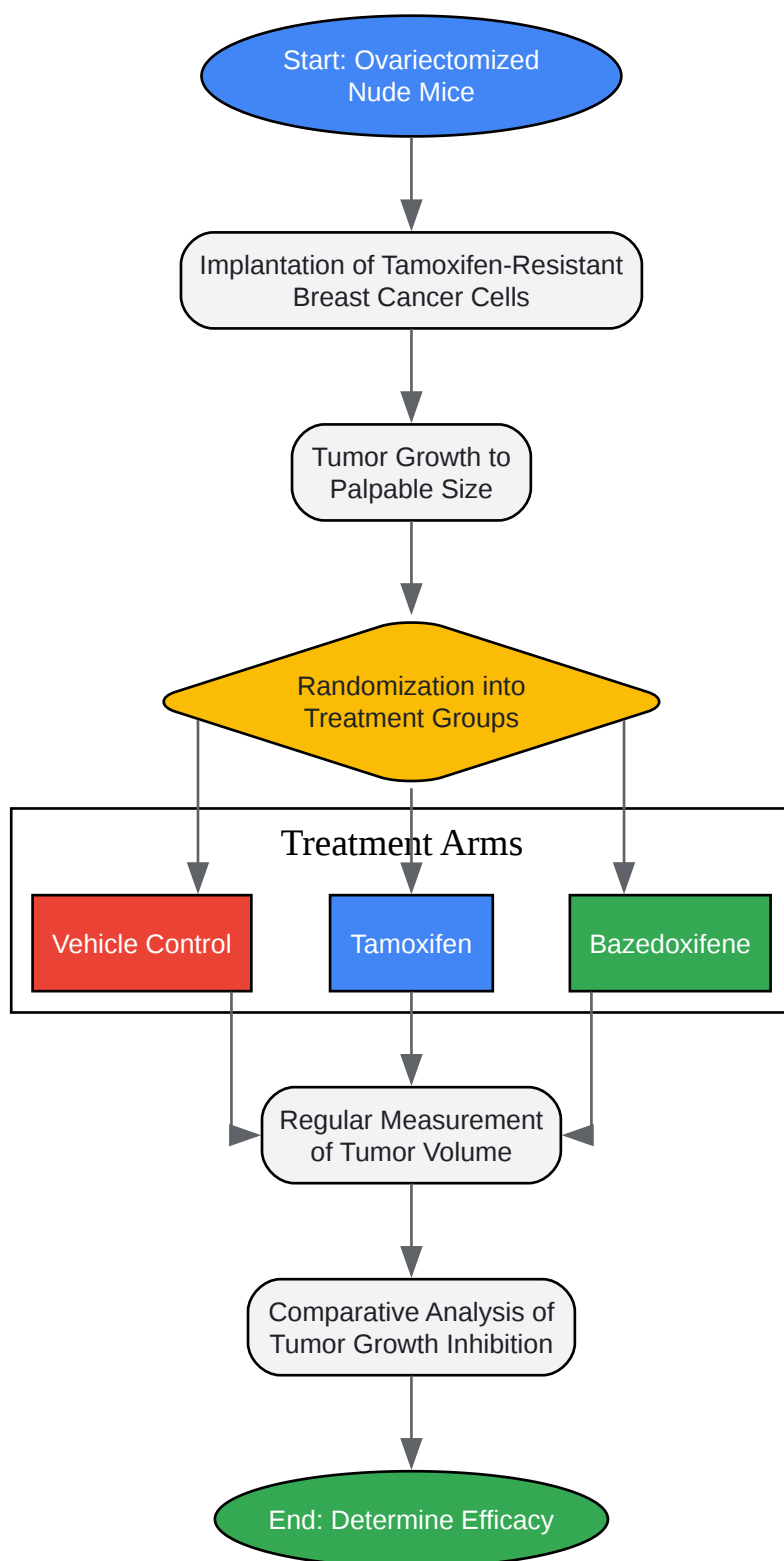 Start: Ovariectomized
Nude Mice
Implantation of Tamoxifen-Resistant
Breast Cancer Cells
Tumor Growth to
Palpable Size
Randomization into
Treatment Groups
Treatment Arms
Vehicle Control
Tamoxifen
Bazedoxifene
Regular Measurement
of Tumor Volume
Comparative Analysis of
Tumor Growth Inhibition
End: Determine Efficacy